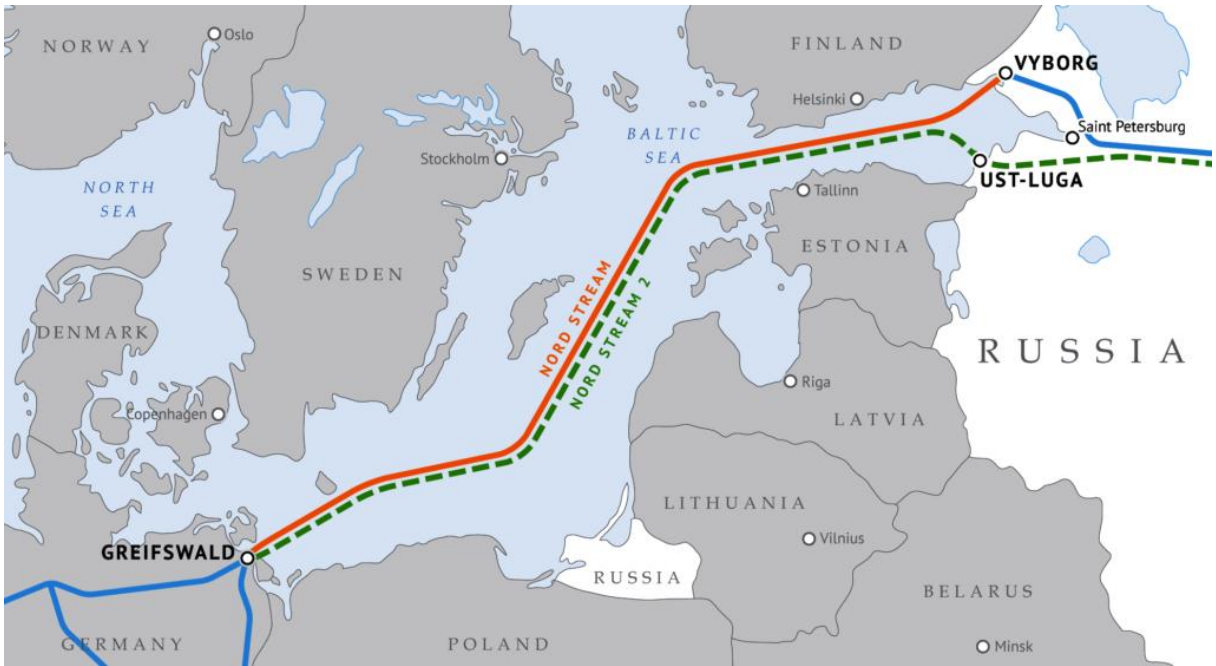 NORWAY
Oslo
FINLAND
VYBORG
Helsinki
Saint Petersburg
BALTIC
SEA
Stockholm
UST-LUGA
NORTH
SEA
Tallinn
ESTONIA
SWEDEN
NORD STREAM
NORD STREAM 2
DENMARK
RUSSIA
Riga
Copenhagen
LATVIA
LITHUANIA
Vilnius
GREIFSWALD
RUSSIA
BELARUS
GERMANY
POLAND
Minsk